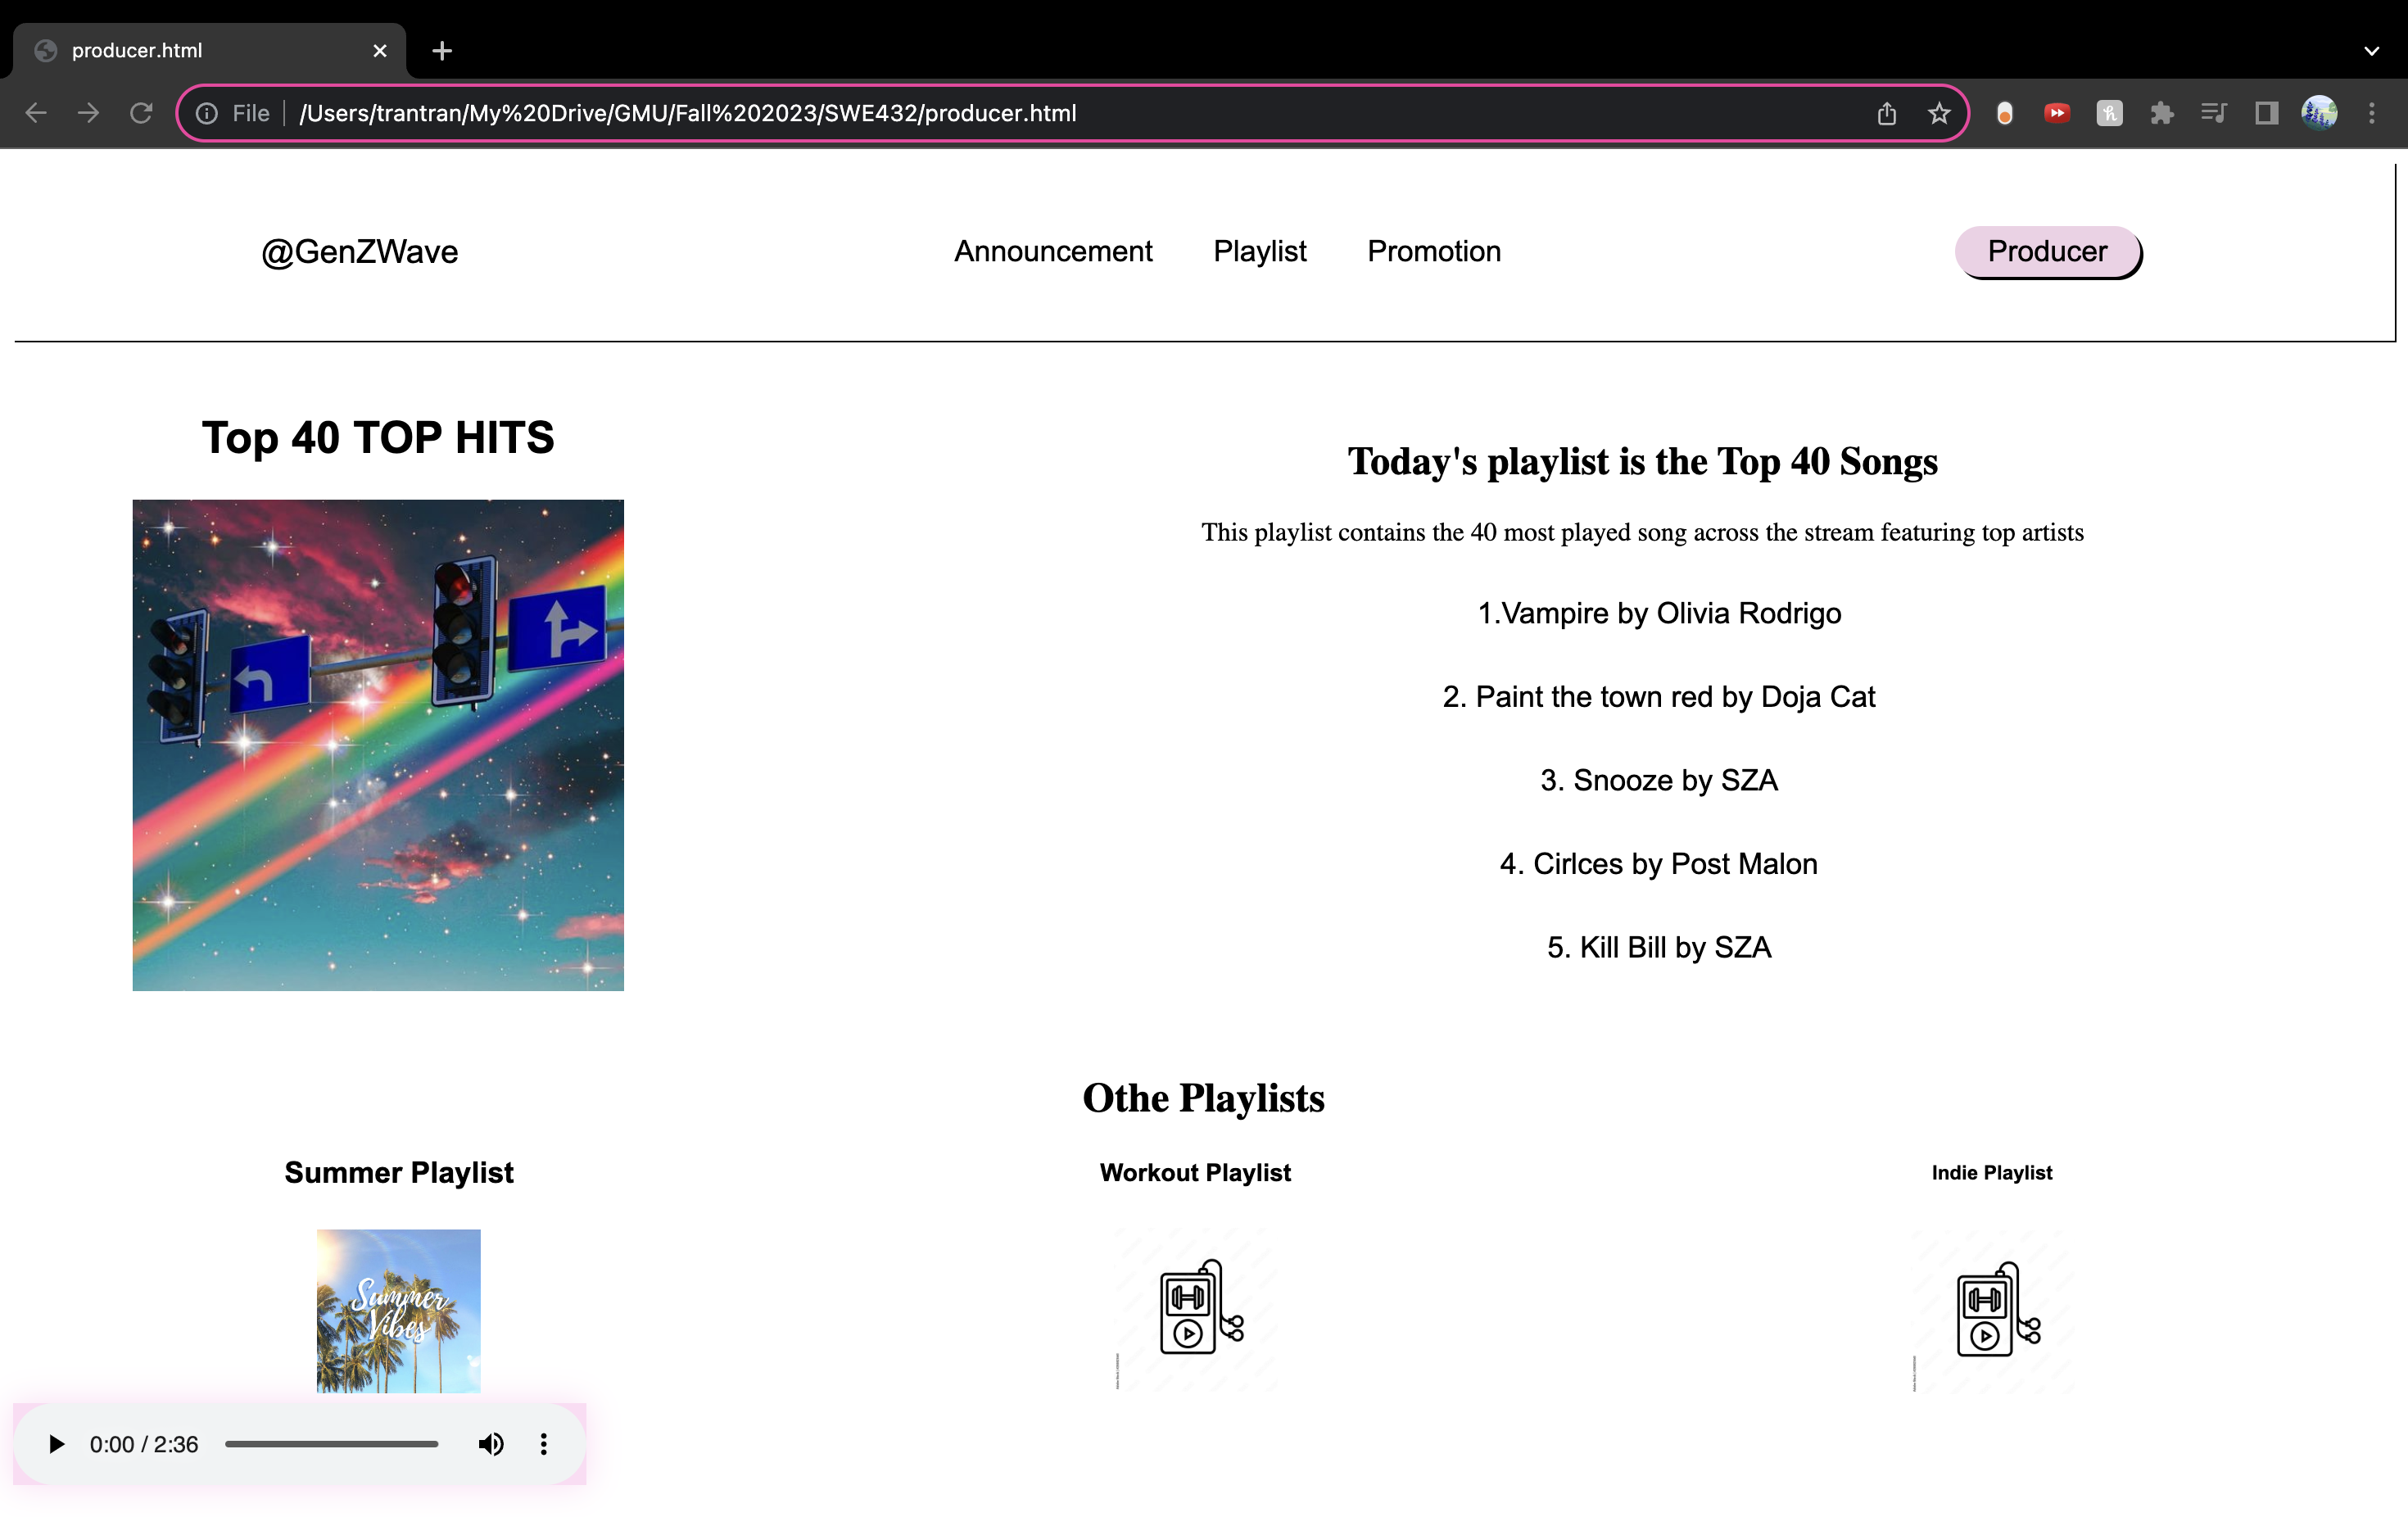 producer.html
File
/Users/trantran/My%20Drive/GMU/Fall%202023/SWE432/producer.html
@GenZWave
Announcement
Playlist
Promotion
Producer
Top 40 TOP HITS
Today's playlist is the Top 40 Songs
This playlist contains the 40 most played song across the stream featuring top artists
1.Vampire by Olivia Rodrigo
2. Paint the town red by Doja Cat
3. Snooze by SZA
4. Cirlces by Post Malon
5. Kill Bill by SZA
Othe Playlists
Summer Playlist
Workout Playlist
Indie Playlist
Summer
Vibes
0:00 / 2:36